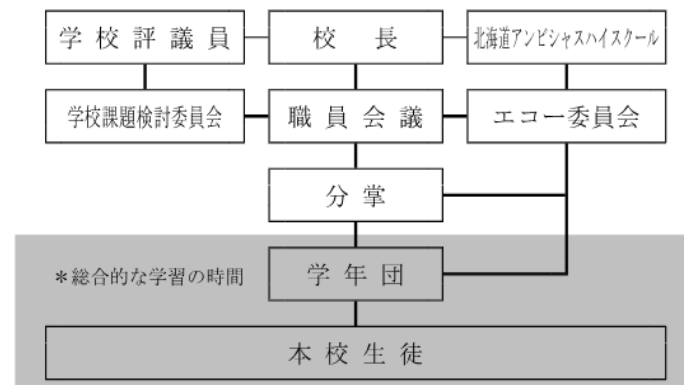 学校評議員
校長
北海道アンビシャスハイスクール
学校課題検討委員会
職員会議
エコー委員会
分掌
＊総合的な学習の時間
学年団
本校生徒